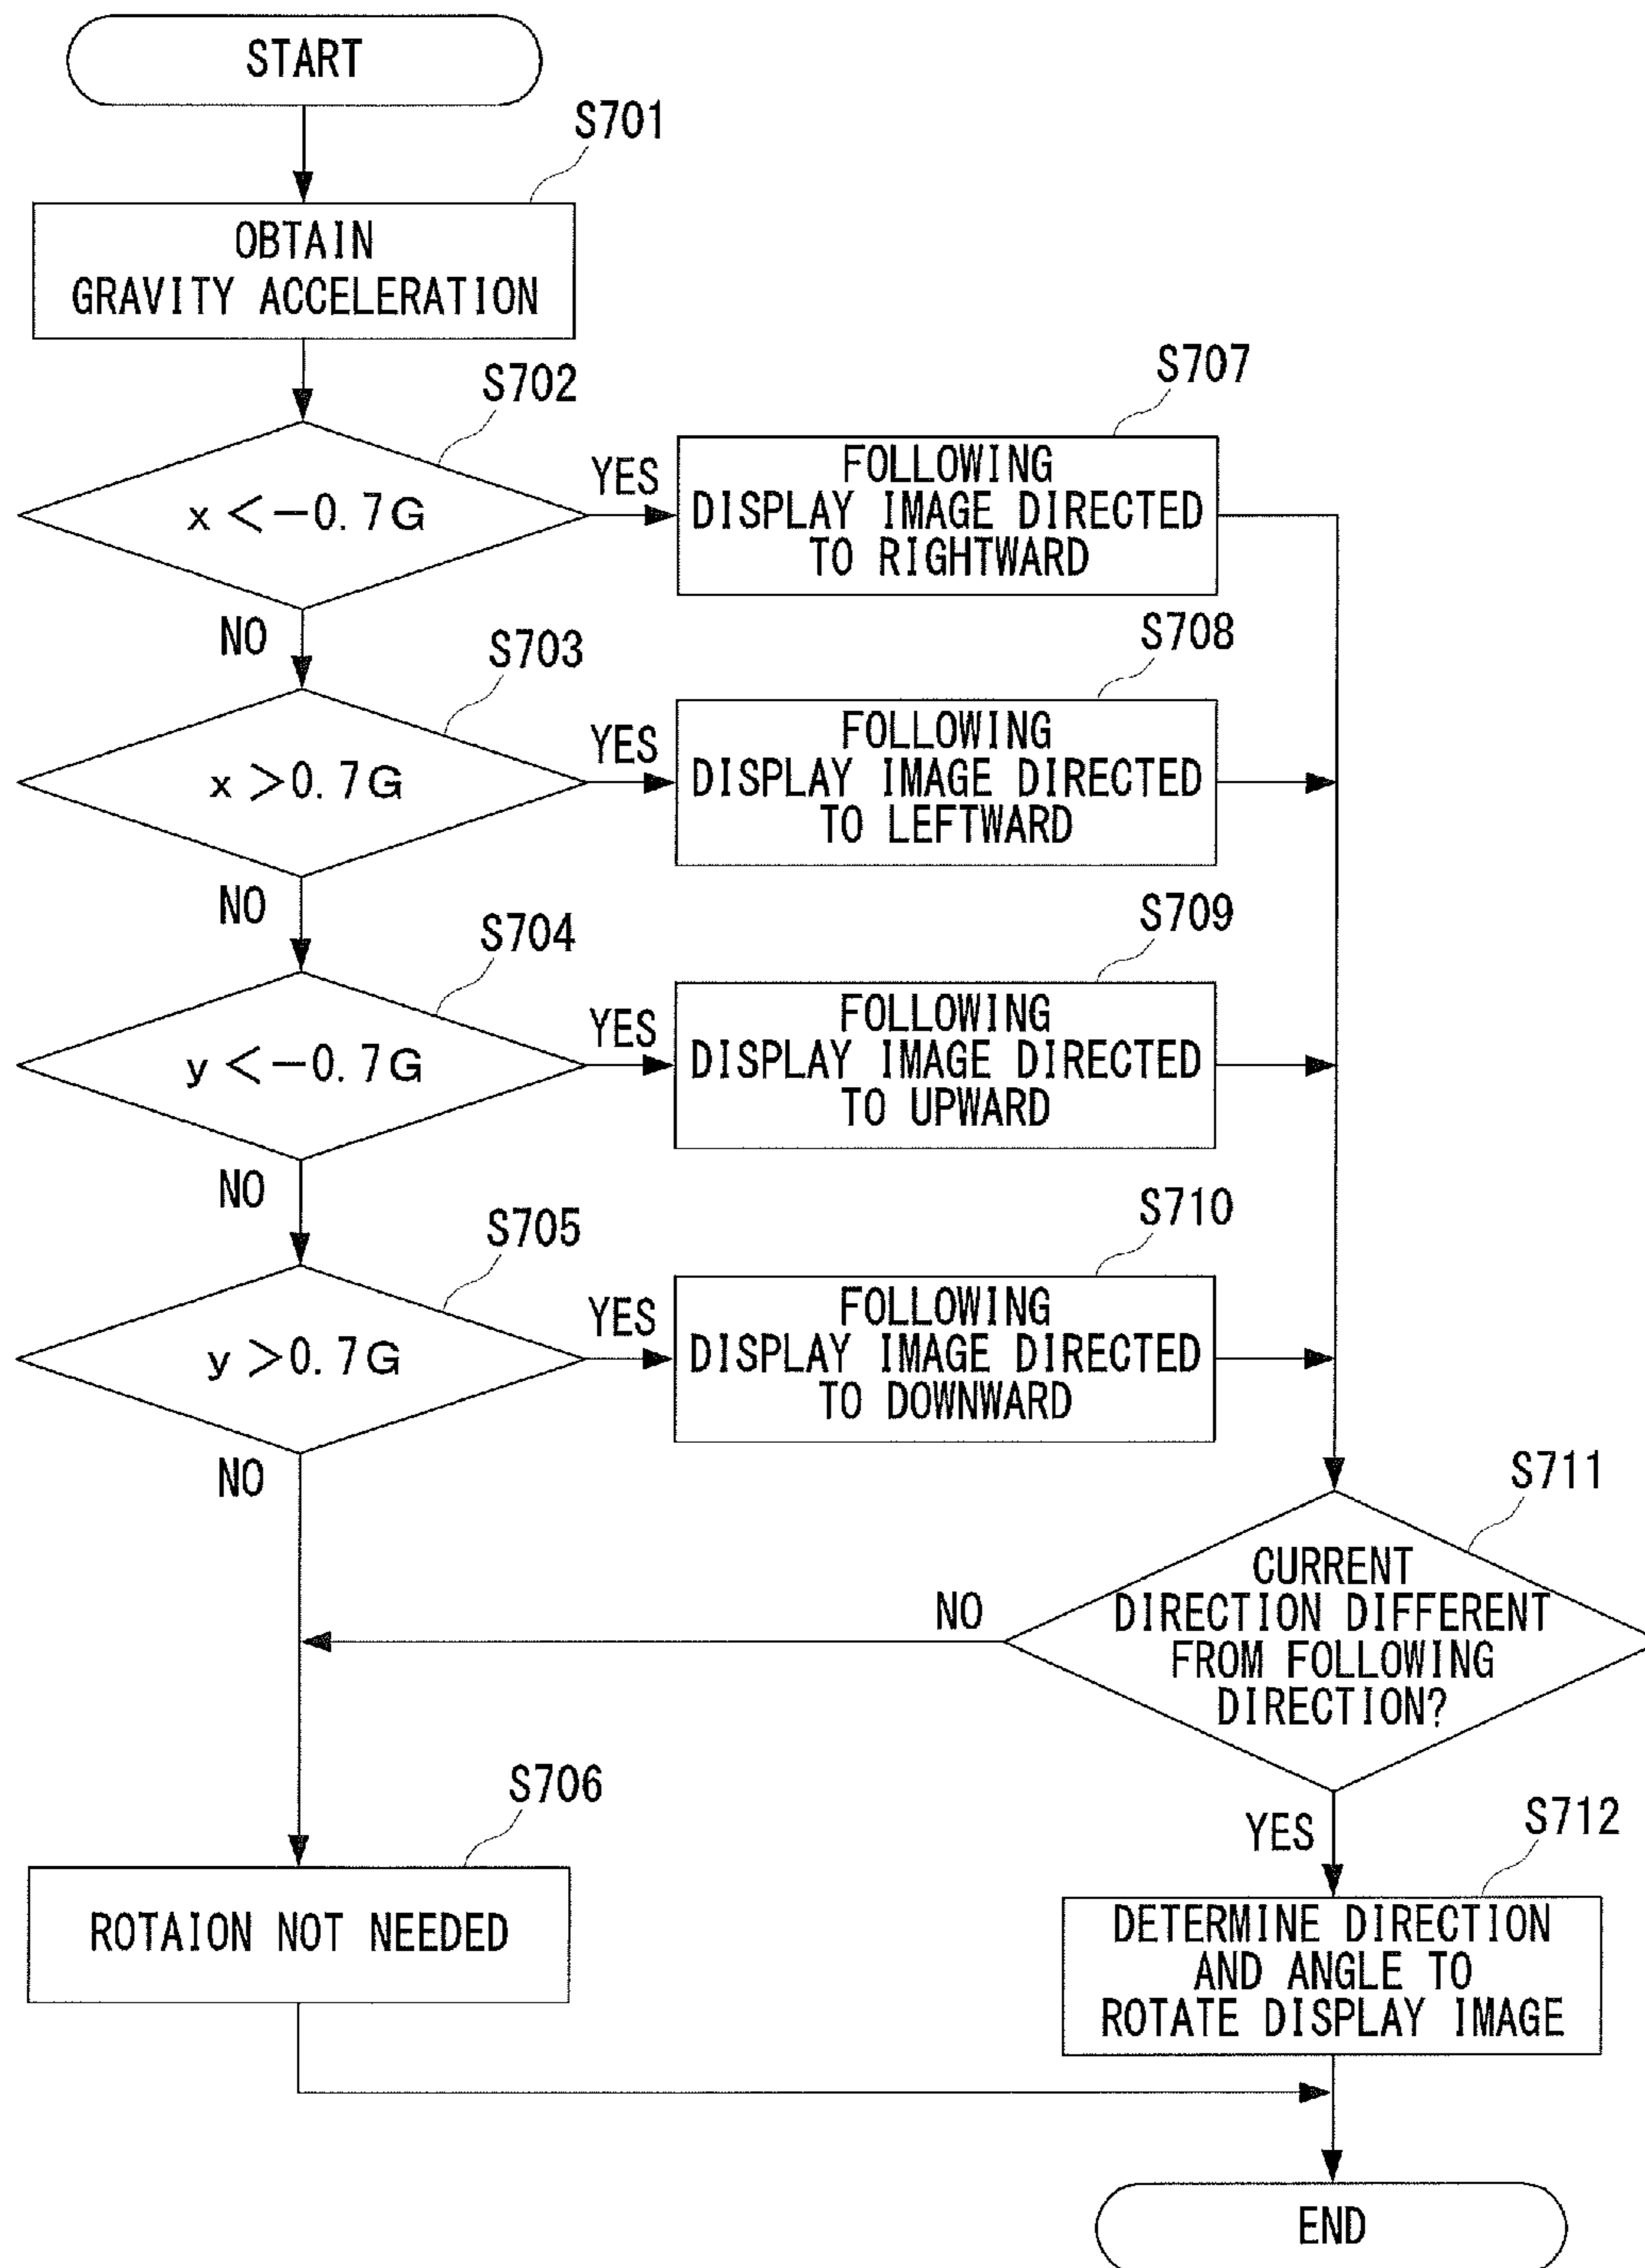 START
S701
OBTAIN
GRAVITY ACCELERATION
S702
x <-0.7G
YES
S707
FOLLOWING
DISPLAY IMAGE DIRECTED
TO RIGHTWARD
NO
S703
x >0.7G
YES
S708
FOLLOWING
DISPLAY IMAGE DIRECTED
TO LEFTWARD
NO
S704
y <-0.7G
YES
S709
FOLLOWING
DISPLAY IMAGE DIRECTED
TO UPWARD
NO
S705
y >0.7G
YES
S710
FOLLOWING
DISPLAY IMAGE DIRECTED
TO DOWNWARD
NO
S711
CURRENT
DIRECTION DIFFERENT
FROM FOLLOWING
DIRECTION?
NO
YES
S706
ROTAION NOT NEEDED
S712
DETERMINE DIRECTION
AND ANGLE TO
ROTATE DISPLAY IMAGE
END